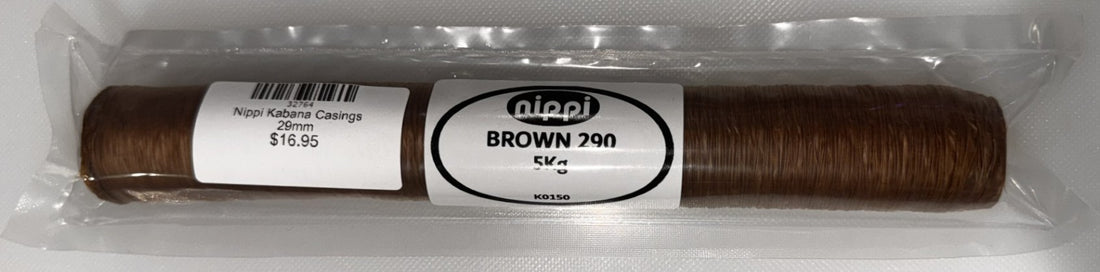 32764
Nippi Kabana Casings
29mm
$16.95
nippi
BROWN 290
5Kg
K0150